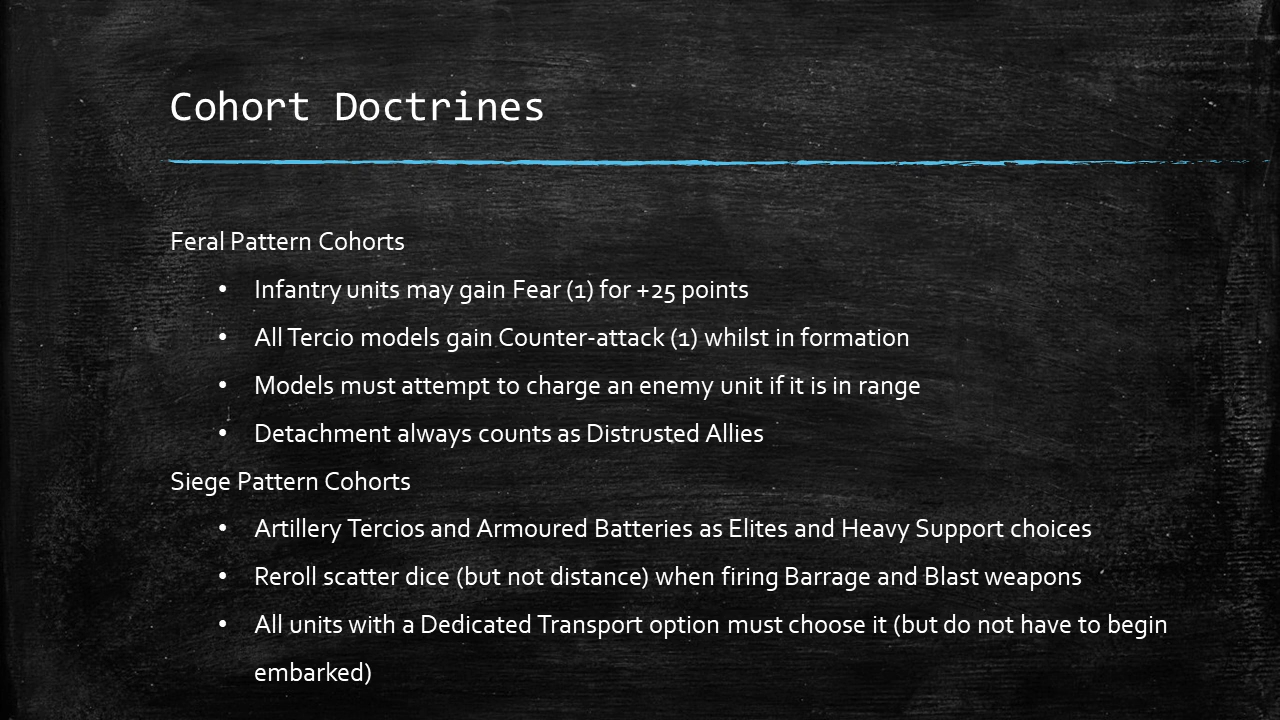 Cohort Doctrines
Feral Pattern Cohorts
• Infantry units may gain Fear (1) for +25 points
• All Tercio models gain Counter-attack (1) whilst in formation
• Models must attempt to charge an enemy unit if it is in range
• Detachment always counts as Distrusted Allies
Siege Pattern Cohorts
• Artillery Tercios and Armoured Batteries as Elites and Heavy Support choices
• Reroll scatter dice (but not distance) when firing Barrage and Blast weapons
• All units with a Dedicated Transport option must choose it (but do not have to begin
embarked)